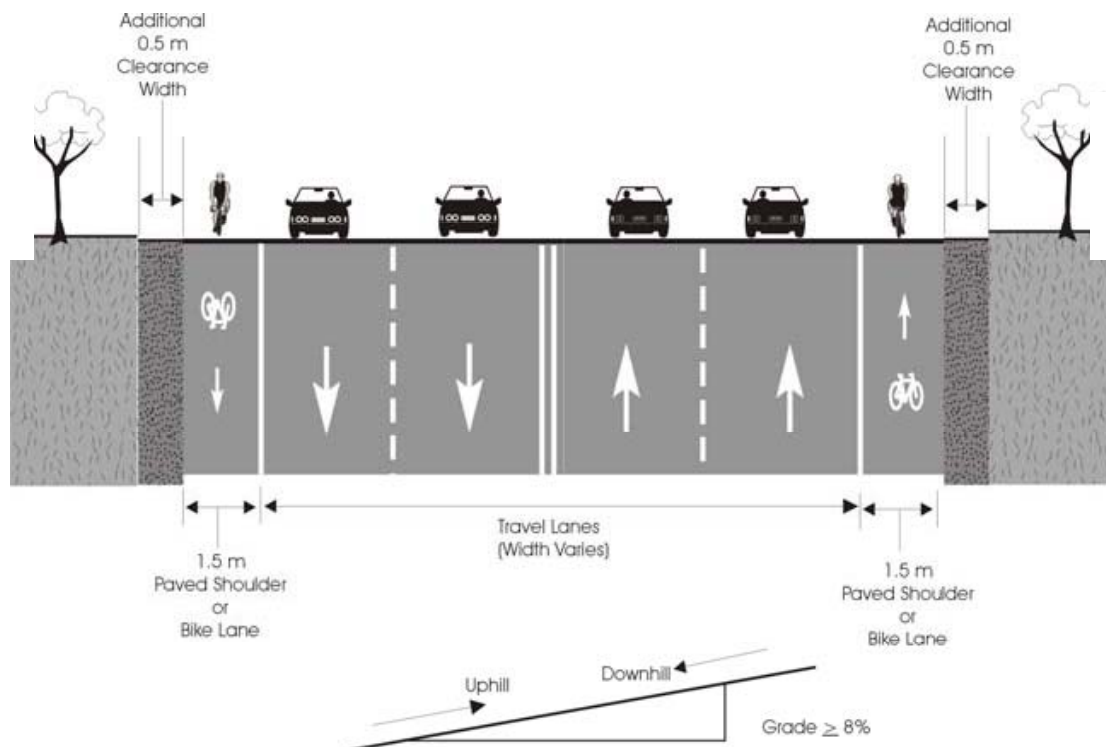 Additional
0.5 m
Clearance
Width
Additional
0.5 m
Clearance
Width
Travel Lanes
(Width Varies)
1.5 m
Paved Shoulder
or
Bike Lane
1.5 m
Paved Shoulder
or
Bike Lane
Uphill
Downhill
Grade ≥ 8%